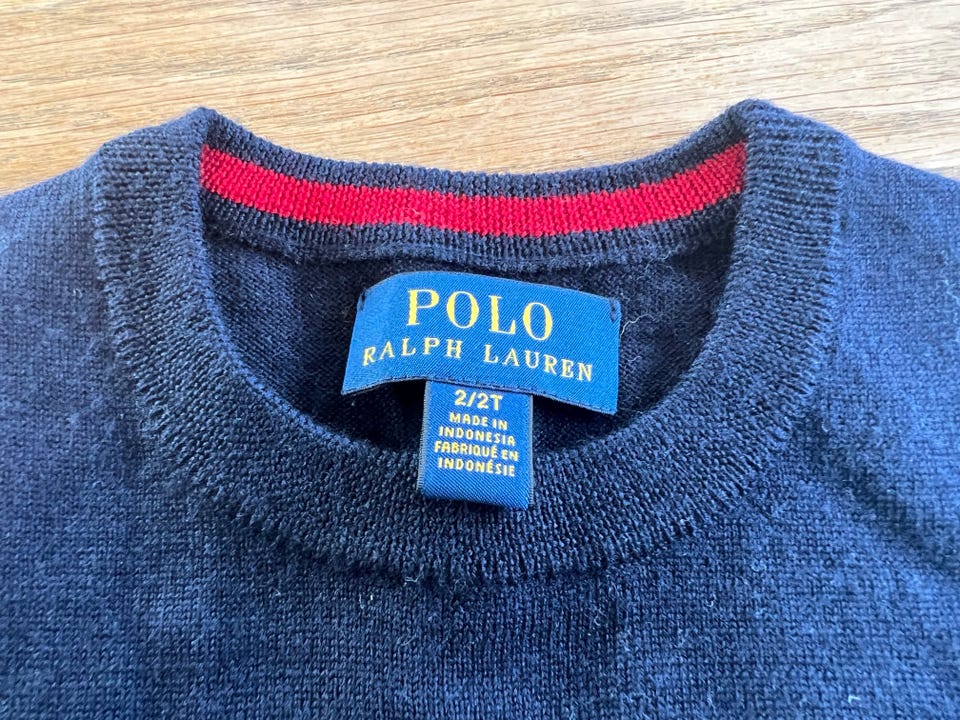 POLO
RALPH LAUREN
2/2T
MADE IN
INDONESIA
FABRIQUÉ EN
INDONÉSIE